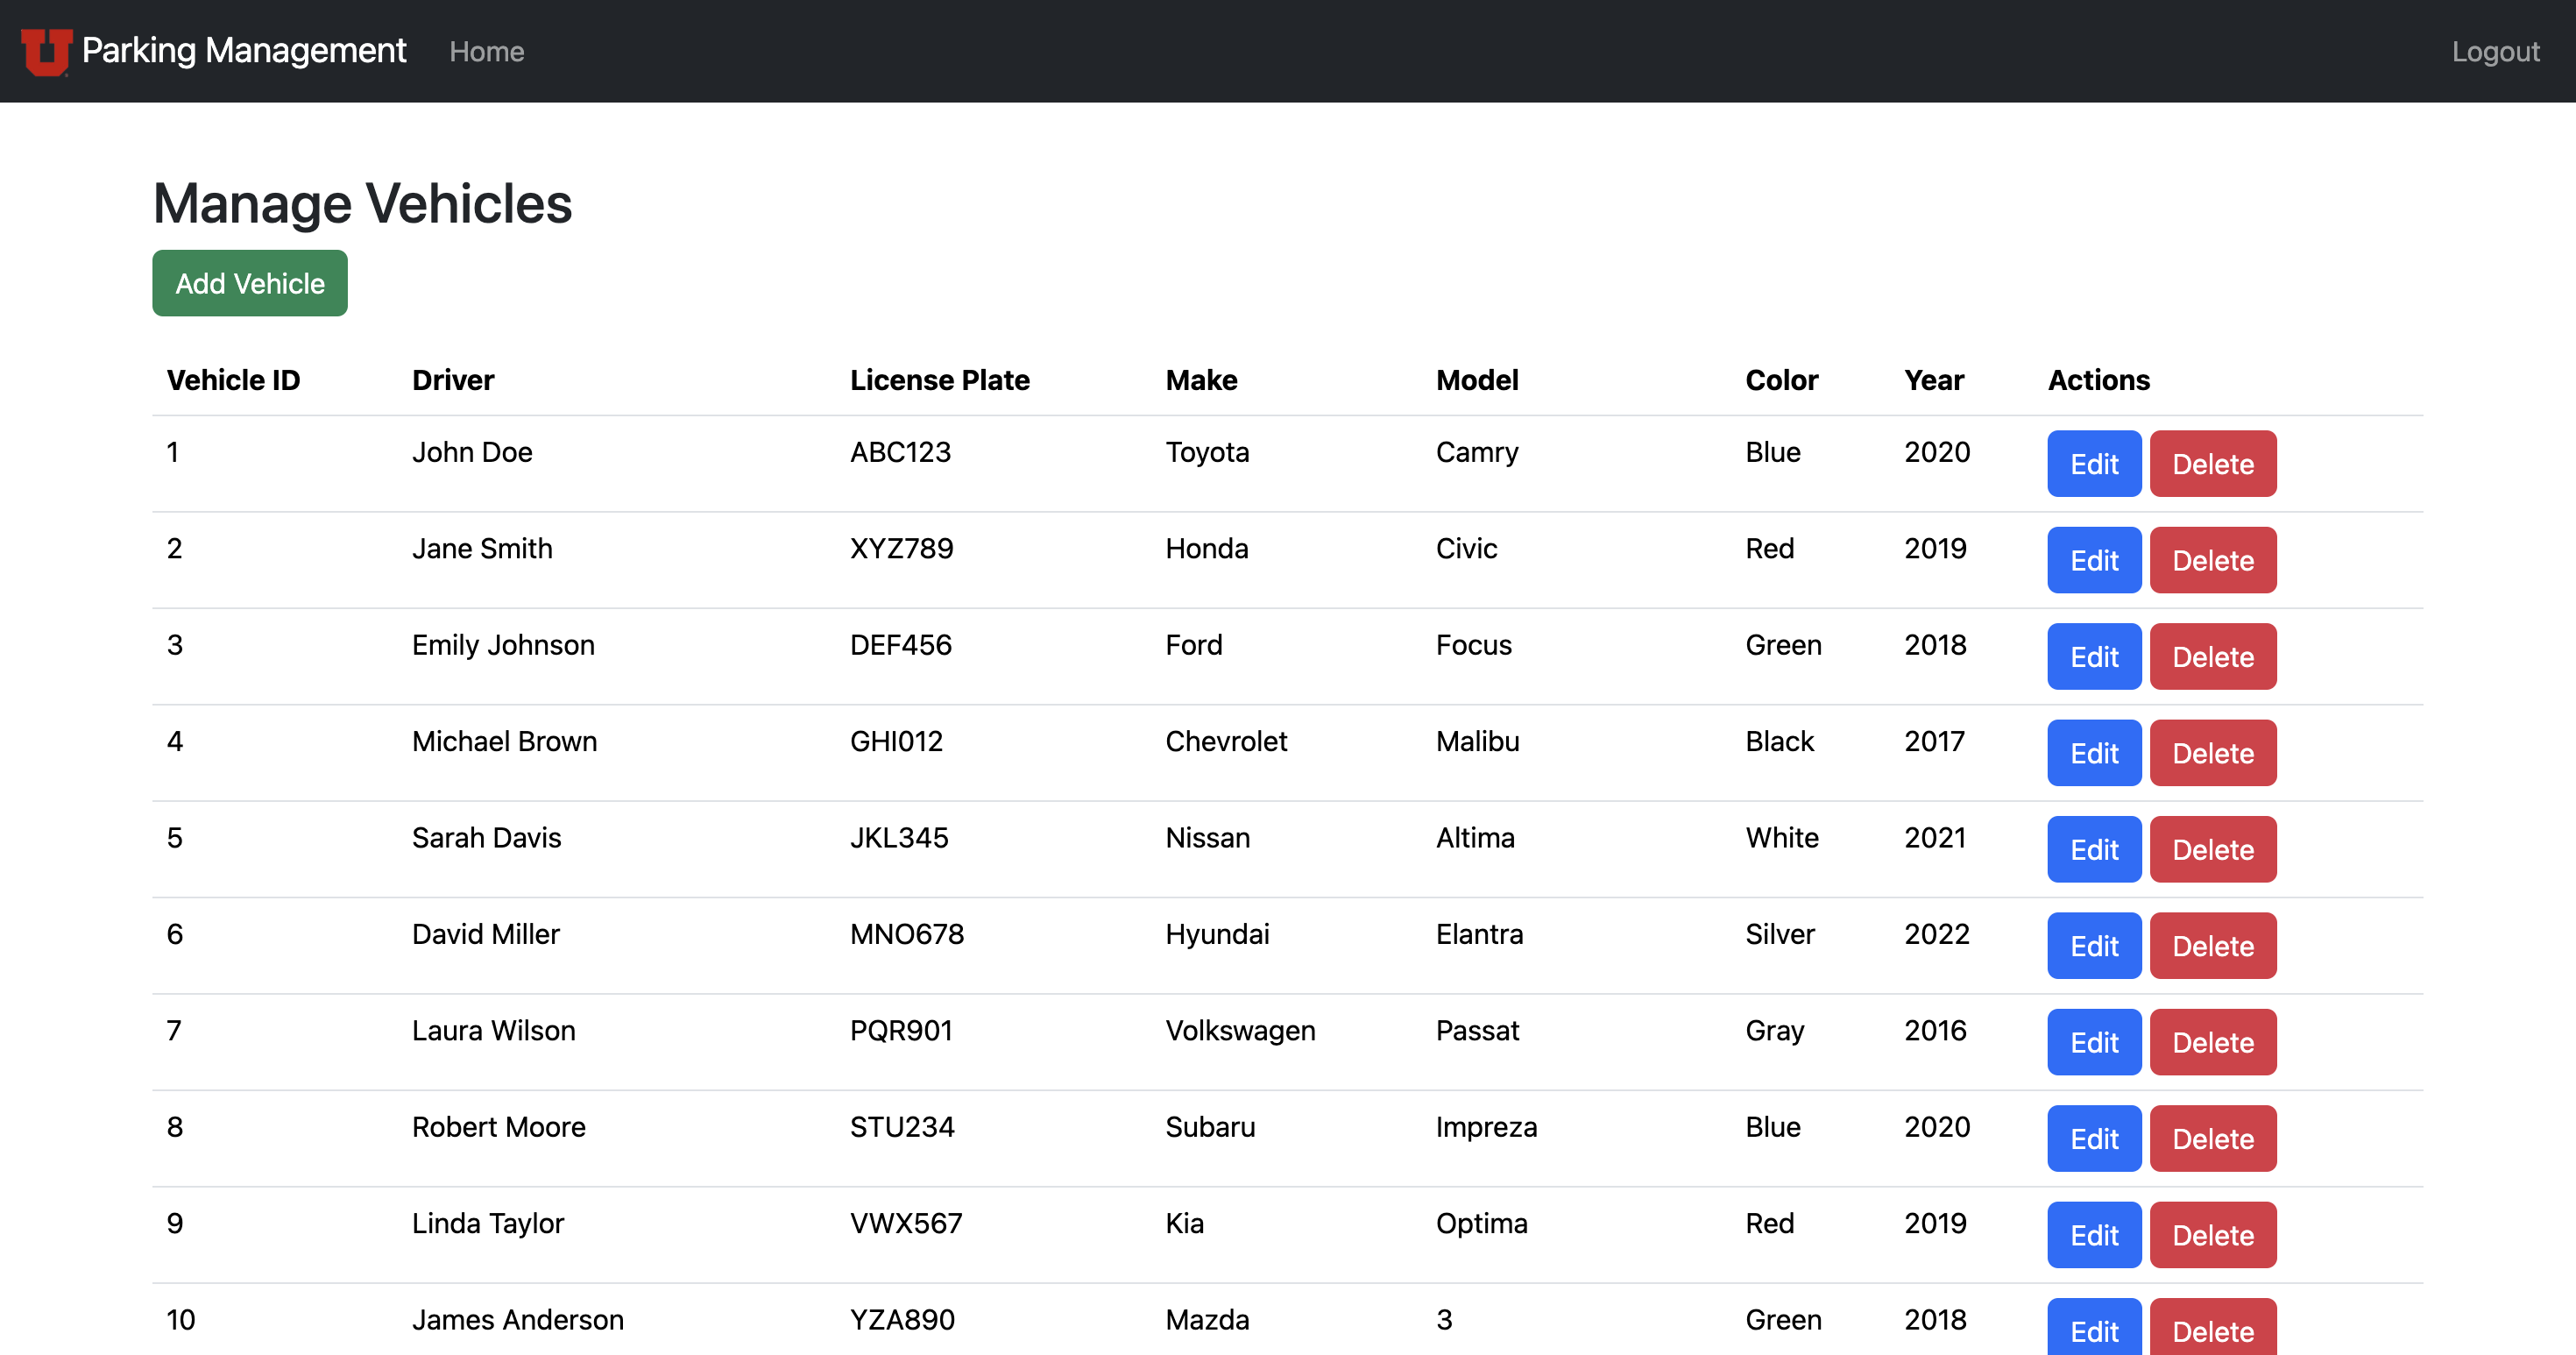 U Parking Management Home Logout
Manage Vehicles
Add Vehicle
Vehicle ID Driver License Plate Make Model Color Year Actions
1 John Doe ABC123 Toyota Camry Blue 2020 Edit Delete
2 Jane Smith XYZ789 Honda Civic Red 2019 Edit Delete
3 Emily Johnson DEF456 Ford Focus Green 2018 Edit Delete
4 Michael Brown GHI012 Chevrolet Malibu Black 2017 Edit Delete
5 Sarah Davis JKL345 Nissan Altima White 2021 Edit Delete
6 David Miller MNO678 Hyundai Elantra Silver 2022 Edit Delete
7 Laura Wilson PQR901 Volkswagen Passat Gray 2016 Edit Delete
8 Robert Moore STU234 Subaru Impreza Blue 2020 Edit Delete
9 Linda Taylor VWX567 Kia Optima Red 2019 Edit Delete
10 James Anderson YZA890 Mazda 3 Green 2018 Edit Delete